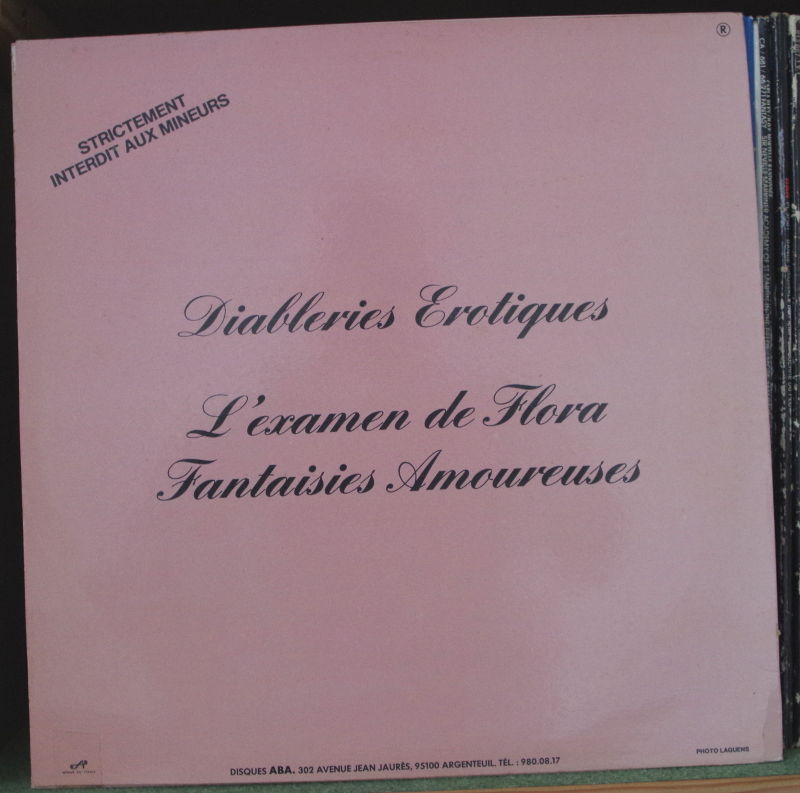 ®
STRICTEMENT
INTERDIT AUX MINEURS
Diableries Erotiques
L'examen de Flora
Fantaisies Amoureuses
PHOTO LAGUENS
DISQUES ABA. 302 AVENUE JEAN JAURÈS, 95100 ARGENTEUIL. TÉL. : 980.08.17